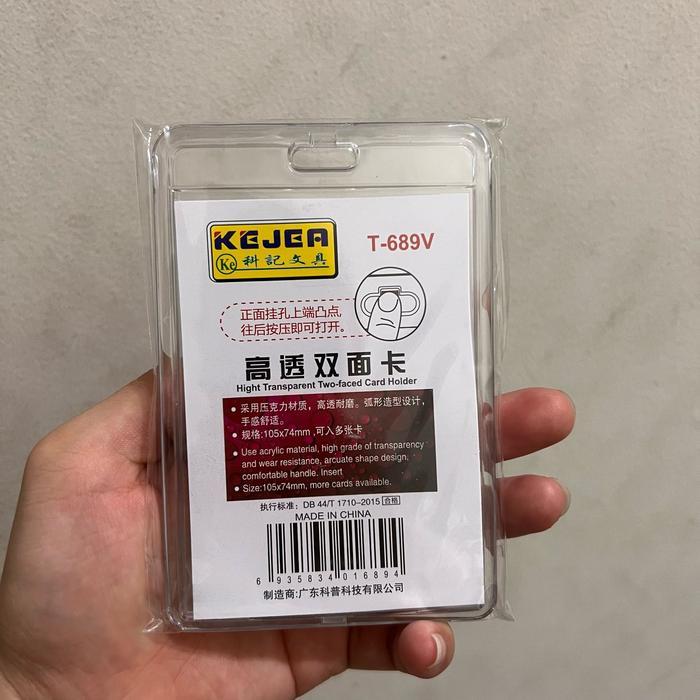 KEJEA
Ke 科記文具
T-689V
正面挂孔上端凸点,
往后按压即可打开。
高透双面卡
Hight Transparent Two-faced Card Holder
• 采用压克力材质，高透耐磨。弧形造型设计，
手感舒适。
• 规格:105x74mm ,可入多张卡
• Use acrylic material, high grade of transparency
and wear resistance, arcuate shape design,
comfortable handle. Insert
• Size:105x74mm, more cards available.
执行标准：DB 44/T 1710-2015 合格
MADE IN CHINA
6 935834 016894
制造商:广东科普科技有限公司